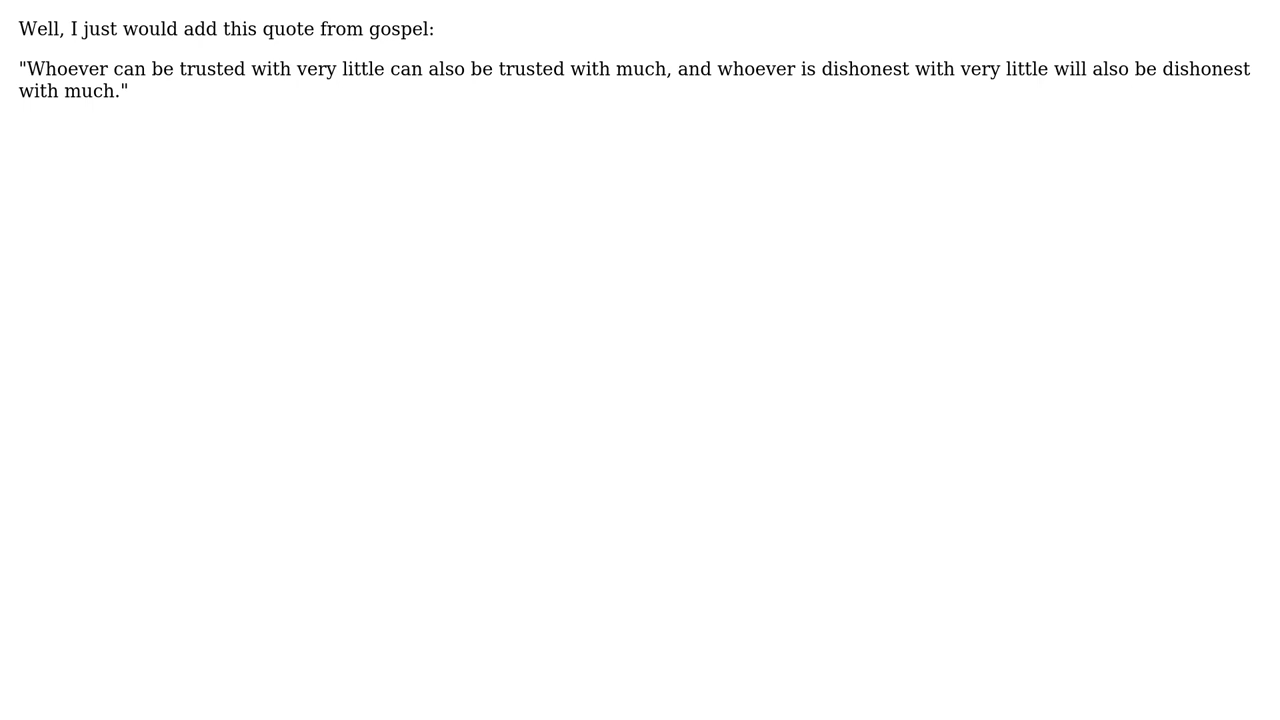 Well, I just would add this quote from gospel:
"Whoever can be trusted with very little can also be trusted with much, and whoever is dishonest with very little will also be dishonest
with much."